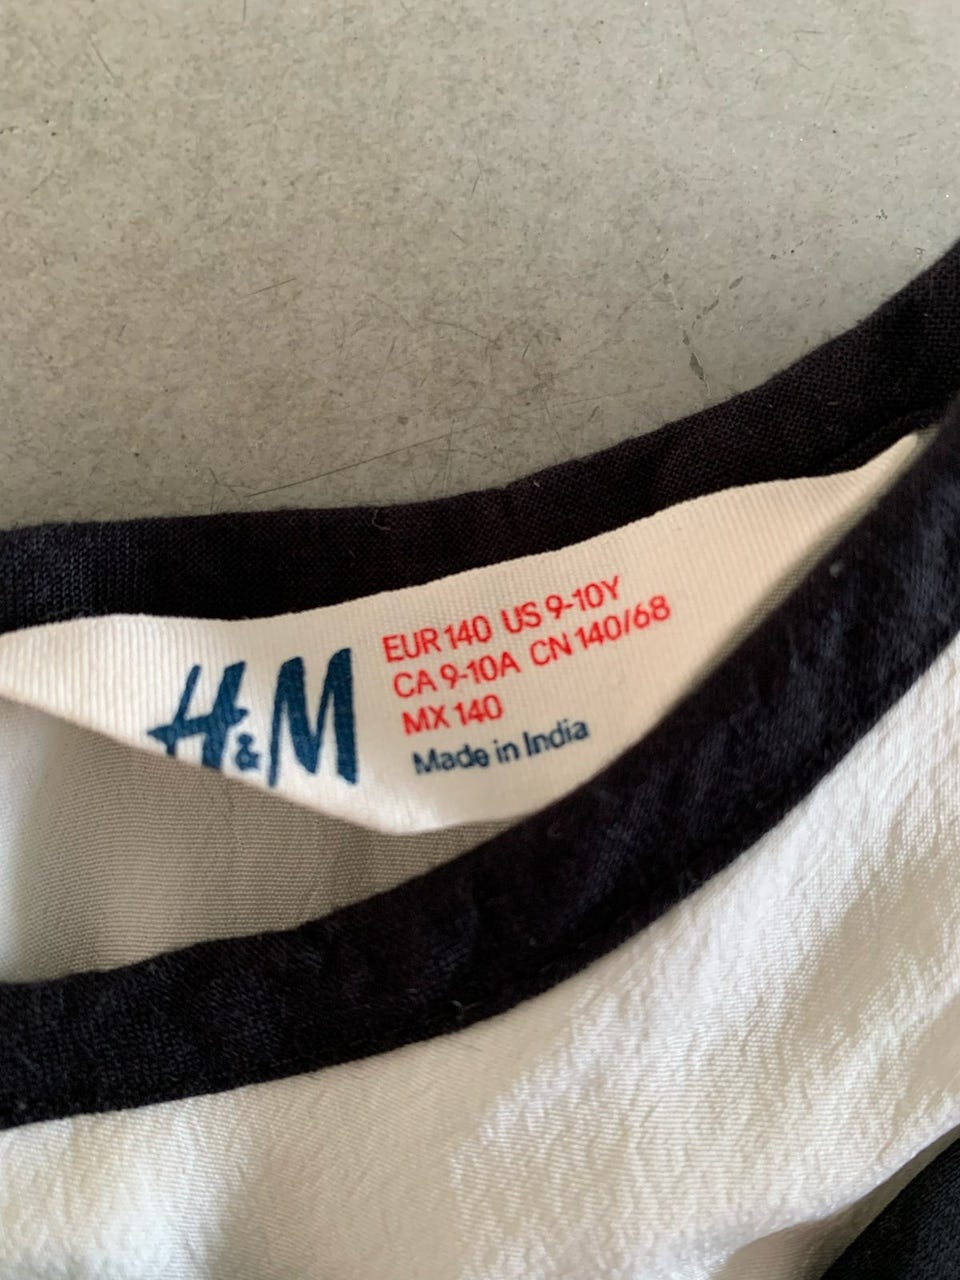 H&M
EUR 140 US 9-10Y
CA 9-10A CN 140/68
MX 140
Made in India